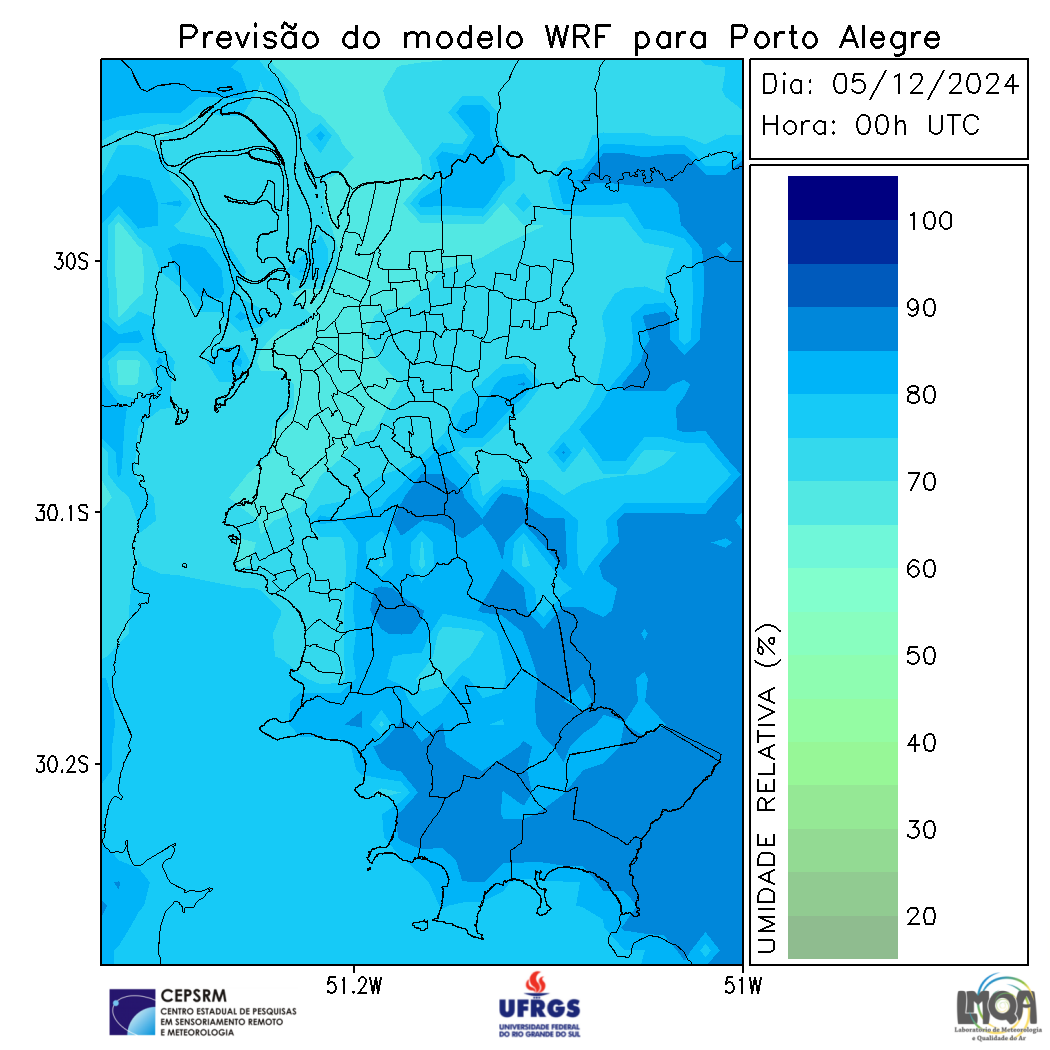 Previsão do modelo WRF para Porto Alegre
Dia: 05/12/2024
Hora: 00h UTC
30S
30.1S
30.2S
51.2W
51W
100
90
80
70
60
50
40
30
20
UMIDADE RELATIVA (%)
CEPSRM
CENTRO ESTADUAL DE PESQUISAS
EM SENSORIAMENTO REMOTO
E METEOROLOGIA
UFRGS
UNIVERSIDADE FEDERAL
DO RIO GRANDE DO SUL
LMQA
Laboratório de Meteorologia
e Qualidade do Ar